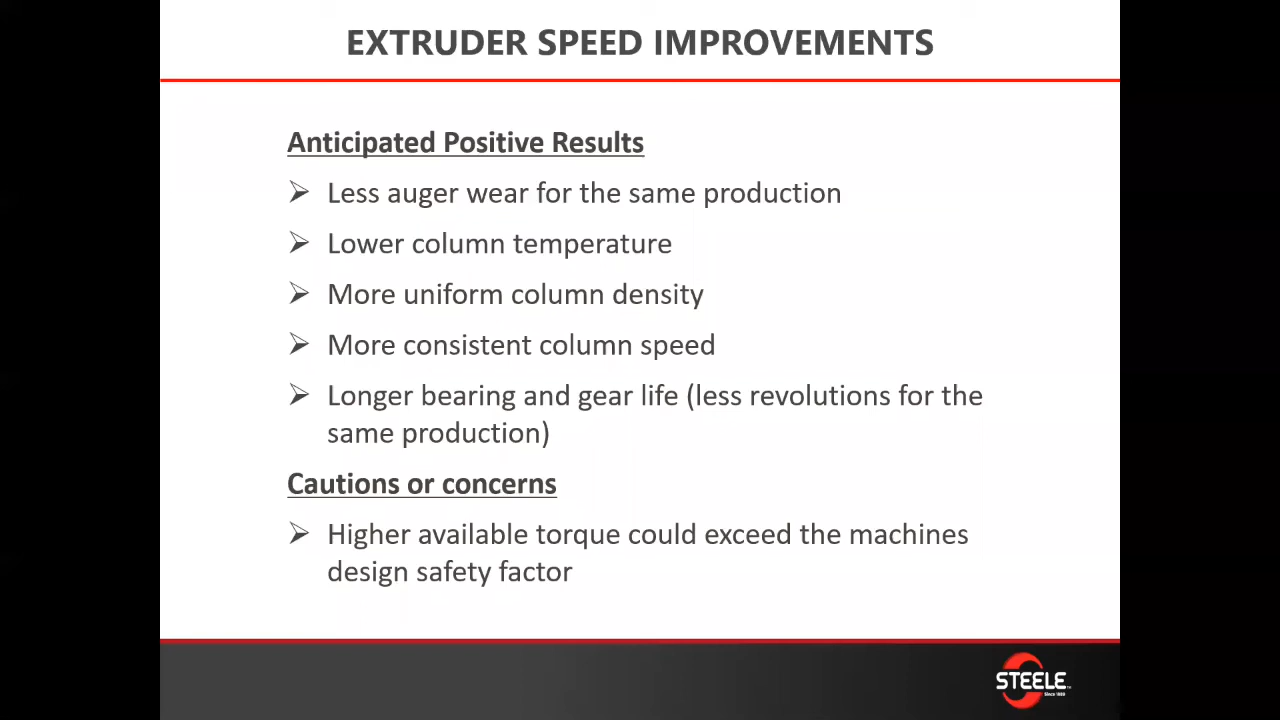 EXTRUDER SPEED IMPROVEMENTS
Anticipated Positive Results
➢ Less auger wear for the same production
➢ Lower column temperature
➢ More uniform column density
➢ More consistent column speed
➢ Longer bearing and gear life (less revolutions for the
same production)
Cautions or concerns
➢ Higher available torque could exceed the machines
design safety factor
STEELE
Since 1889